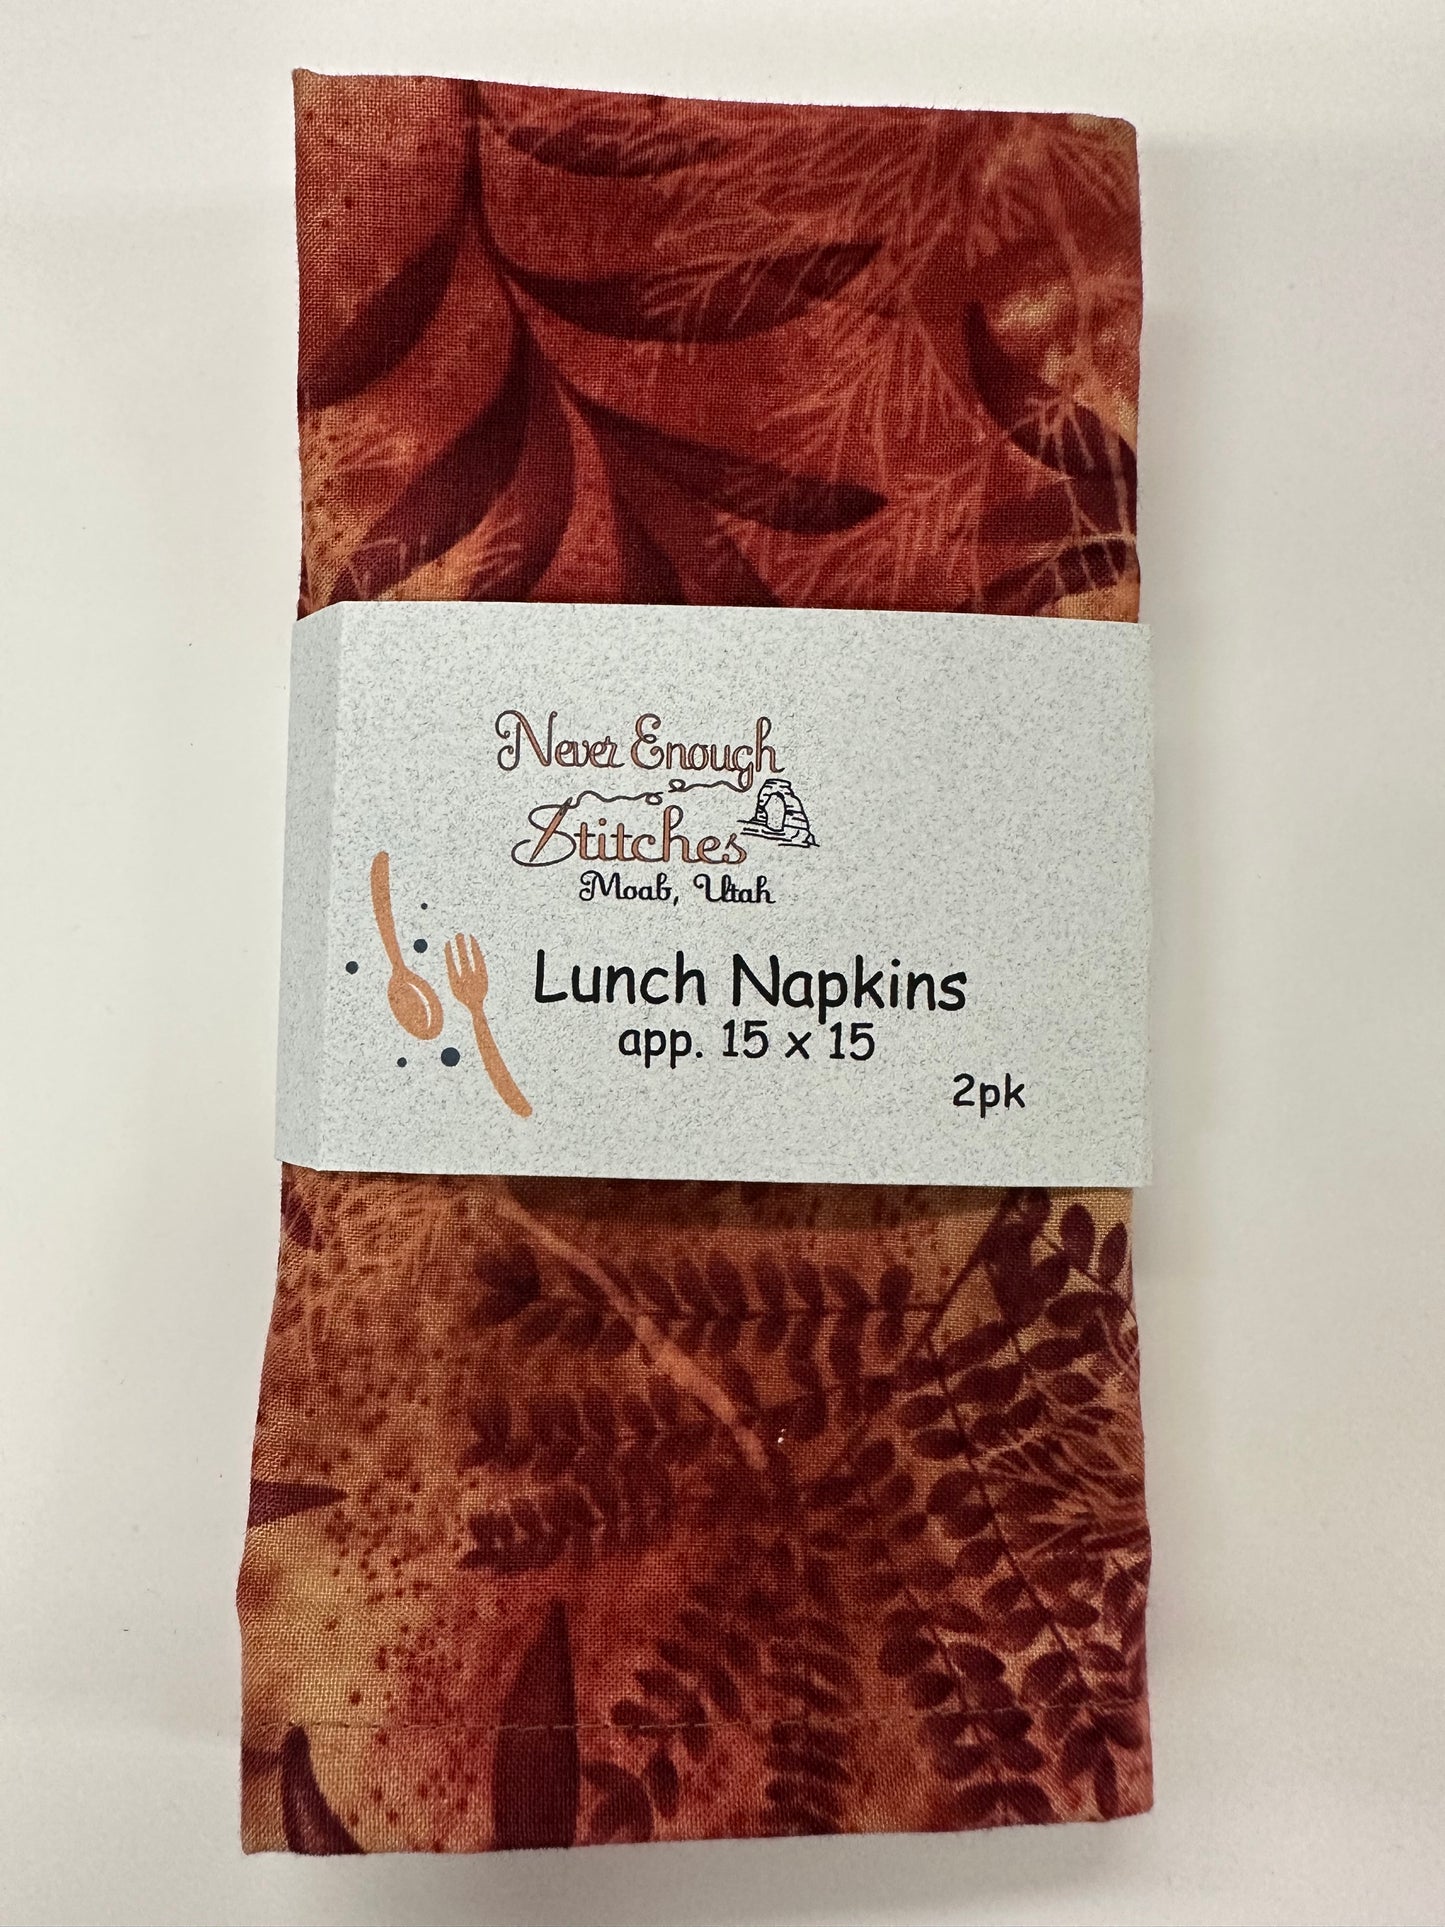 Never Enough
Stitches
Moab, Utah
Lunch Napkins
app. 15 x 15
2pk